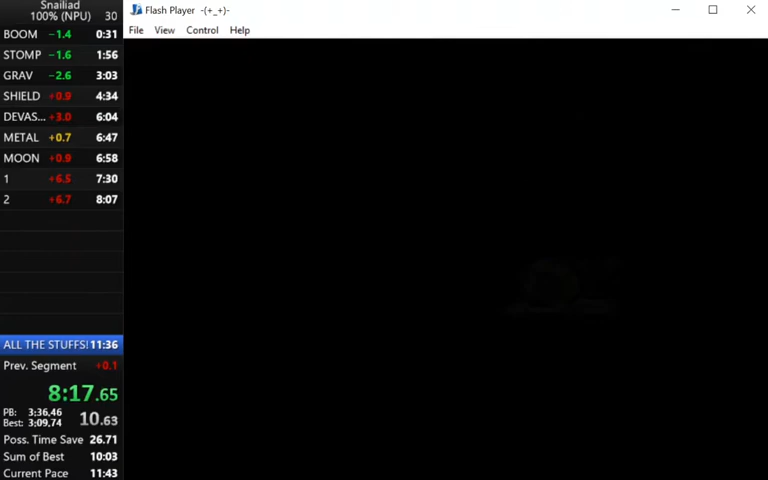 Snailiad
100% (NPU) 30
BOOM -1.4 0:31
STOMP -1.6 1:56
GRAV -2.6 3:03
SHIELD +0.9 4:34
DEVAS... +3.0 6:04
METAL +0.7 6:47
MOON +0.9 6:58
1 +6.5 7:30
2 +6.7 8:07
ALL THE STUFFS! 11:36
Prev. Segment +0.1
8:17.65
PB: 3:36,46
Best: 3:09,74
10.63
Poss. Time Save 26.71
Sum of Best 10:03
Current Pace 11:43
Flash Player -(+_+)-
File View Control Help